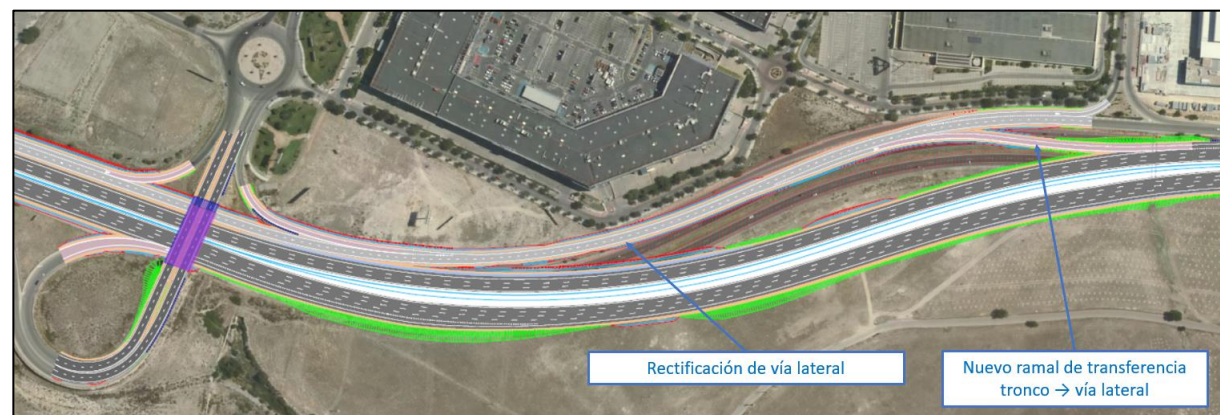 Rectificación de vía lateral
Nuevo ramal de transferencia
tronco → vía lateral